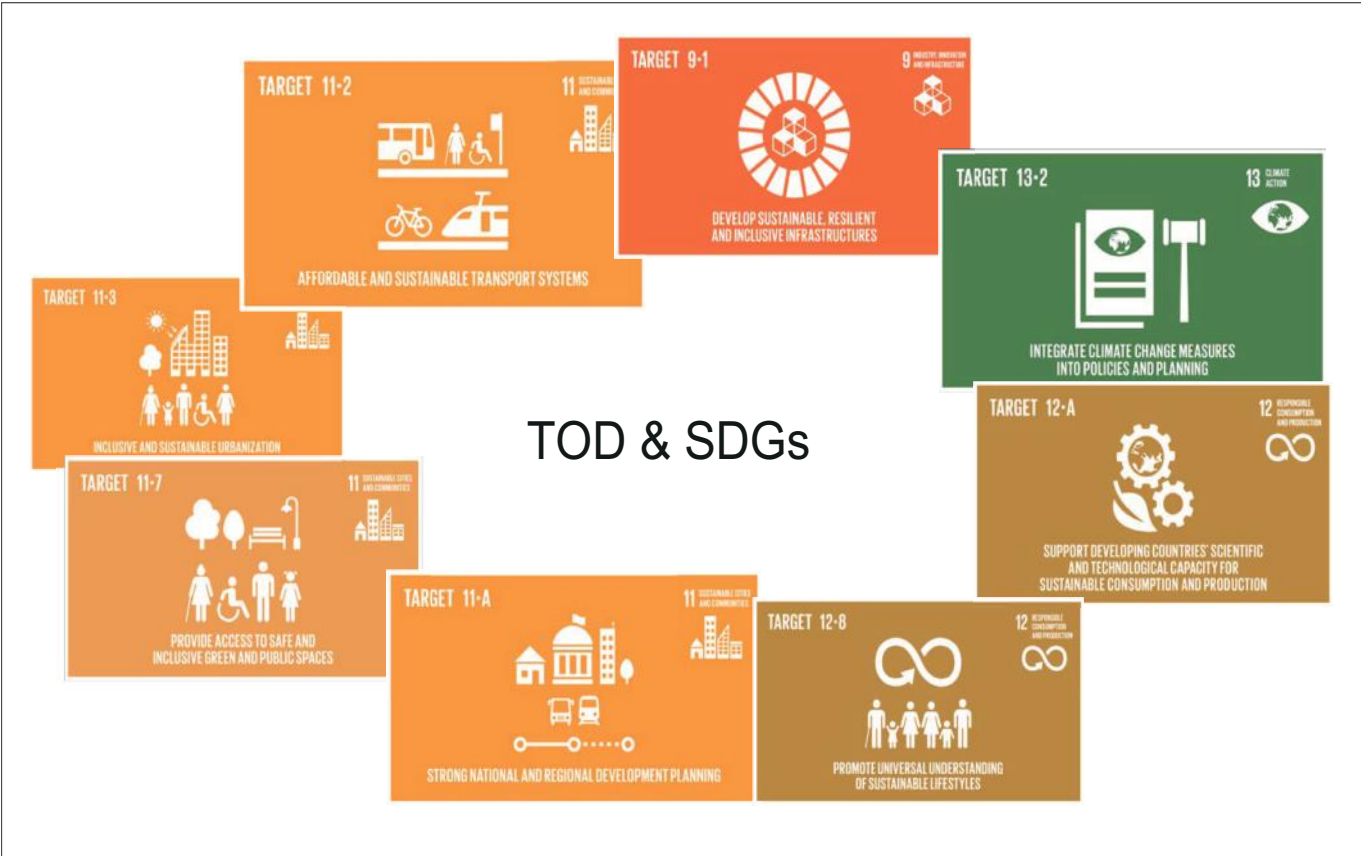 TARGET 11·2
11 SUSTAINABLE
AFFORDABLE AND SUSTAINABLE TRANSPORT SYSTEMS
TARGET 9·1
9 INDUSTRY, INNOVATION
AND INFRASTRUCTURE
DEVELOP SUSTAINABLE, RESILIENT
AND INCLUSIVE INFRASTRUCTURES
TARGET 13·2
13 CLIMATE
ACTION
INTEGRATE CLIMATE CHANGE MEASURES
INTO POLICIES AND PLANNING
TARGET 11·3
INCLUSIVE AND SUSTAINABLE URBANIZATION
TOD & SDGs
TARGET 12·A
12 RESPONSIBLE
CONSUMPTION
AND PRODUCTION
SUPPORT DEVELOPING COUNTRIES' SCIENTIFIC
AND TECHNOLOGICAL CAPACITY FOR
SUSTAINABLE CONSUMPTION AND PRODUCTION
TARGET 11·7
11 SUSTAINABLE CITIES
AND COMMUNITIES
PROVIDE ACCESS TO SAFE AND
INCLUSIVE GREEN AND PUBLIC SPACES
TARGET 11·A
11 SUSTAINABLE CITIES
AND COMMUNITIES
STRONG NATIONAL AND REGIONAL DEVELOPMENT PLANNING
TARGET 12·8
12 RESPONSIBLE
CONSUMPTION
AND PRODUCTION
PROMOTE UNIVERSAL UNDERSTANDING
OF SUSTAINABLE LIFESTYLES